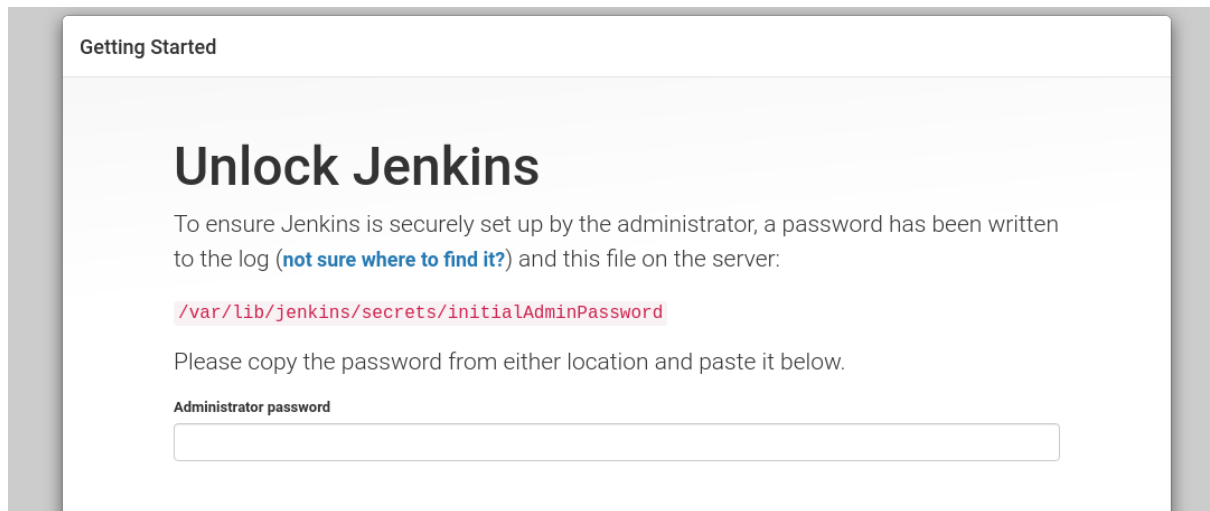 Getting Started
Unlock Jenkins
To ensure Jenkins is securely set up by the administrator, a password has been written
to the log (not sure where to find it?) and this file on the server:
/var/lib/jenkins/secrets/initialAdminPassword
Please copy the password from either location and paste it below.
Administrator password